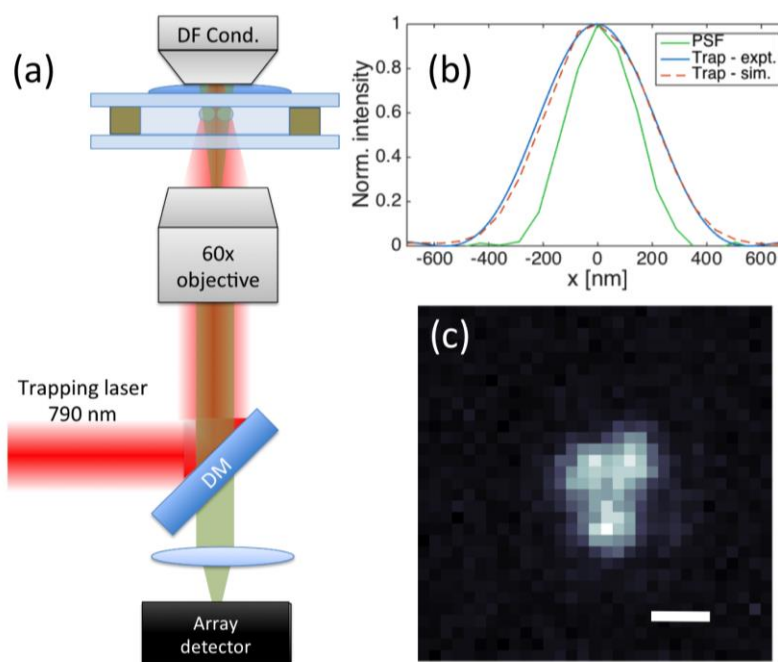 (a)
DF Cond.
60x
objective
Trapping laser
790 nm
DM
Array
detector
(b)
PSF
Trap - expt.
Trap - sim.
Norm. intensity
1
0.8
0.6
0.4
0.2
0
-600 -400 -200 0 200 400 600
x [nm]
(c)